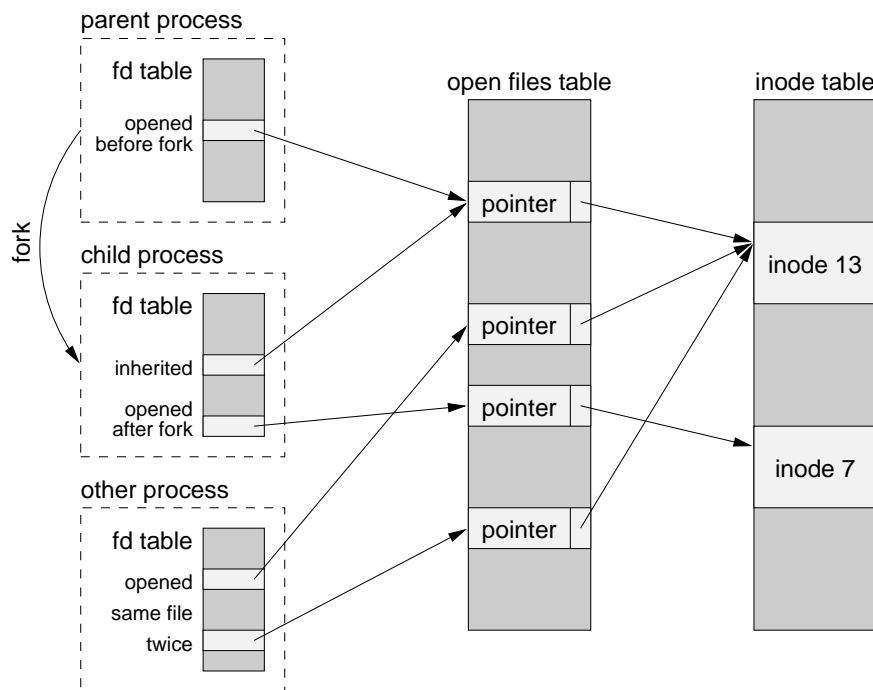 parent process
fd table
opened
before fork
fork
child process
fd table
inherited
opened
after fork
other process
fd table
opened
same file
twice
open files table
pointer
pointer
pointer
pointer
inode table
inode 13
inode 7